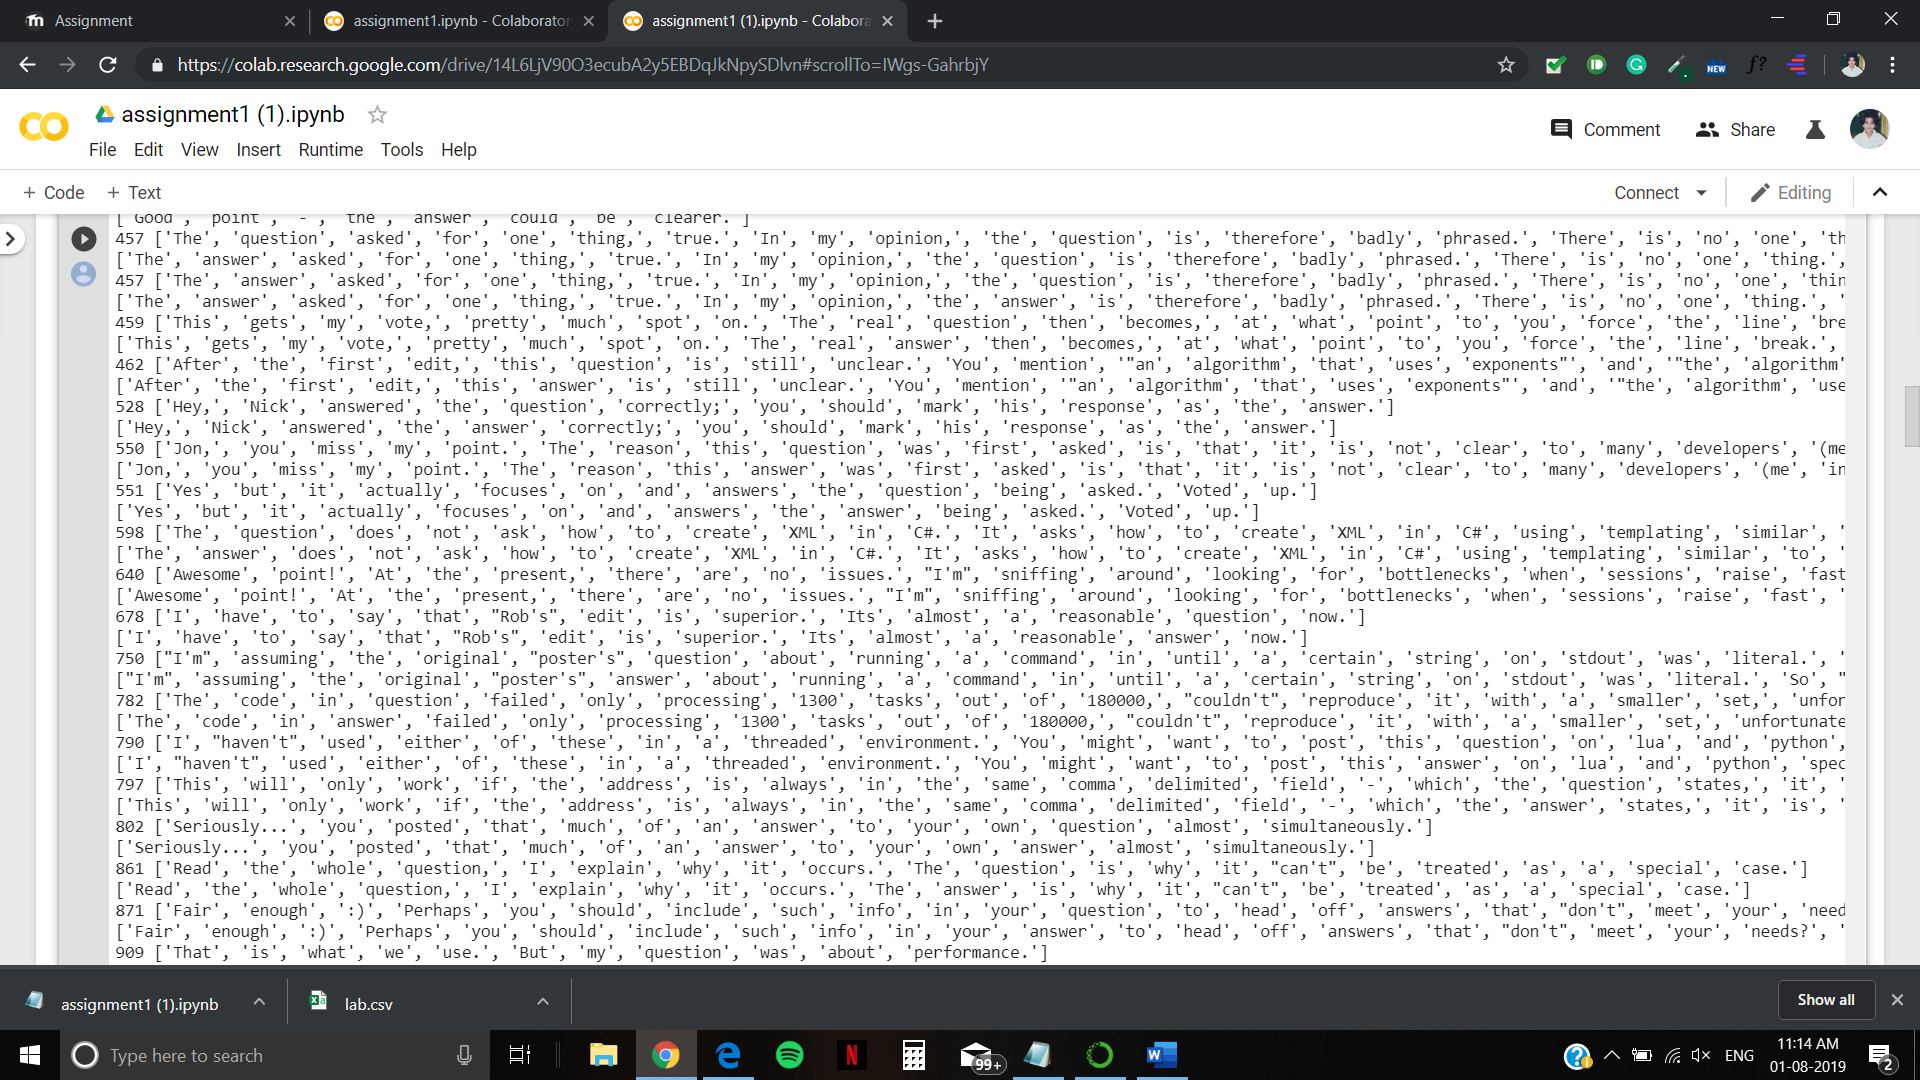 Assignment
assignment1.ipynb - Colaborator
assignment1 (1).ipynb - Colabora
https://colab.research.google.com/drive/14L6LjV90O3ecubA2y5EBDqJkNpySDlvn#scrollTo=IWgs-GahrbjY
NEW
f?
CO
assignment1 (1).ipynb
Comment
Share
File Edit View Insert Runtime Tools Help
+ Code + Text
Connect
Editing
['Good', 'point', '-', 'the', 'answer', 'could', 'be', 'clearer.']
457 ['The', 'question', 'asked', 'for', 'one', 'thing,', 'true.', 'In', 'my', 'opinion,', 'the', 'question', 'is', 'therefore', 'badly', 'phrased.', 'There', 'is', 'no', 'one', 'th
['The', 'answer', 'asked', 'for', 'one', 'thing,', 'true.', 'In', 'my', 'opinion,', 'the', 'question', 'is', 'therefore', 'badly', 'phrased.', 'There', 'is', 'no', 'one', 'thing.',
457 ['The', 'answer', 'asked', 'for', 'one', 'thing,', 'true.', 'In', 'my', 'opinion,', 'the', 'question', 'is', 'therefore', 'badly', 'phrased.', 'There', 'is', 'no', 'one', 'thin
['The', 'answer', 'asked', 'for', 'one', 'thing,', 'true.', 'In', 'my', 'opinion,', 'the', 'answer', 'is', 'therefore', 'badly', 'phrased.', 'There', 'is', 'no', 'one', 'thing.', '
459 ['This', 'gets', 'my', 'vote,', 'pretty', 'much', 'spot', 'on.', 'The', 'real', 'question', 'then', 'becomes,', 'at', 'what', 'point', 'to', 'you', 'force', 'the', 'line', 'bre
['This', 'gets', 'my', 'vote,', 'pretty', 'much', 'spot', 'on.', 'The', 'real', 'answer', 'then', 'becomes,', 'at', 'what', 'point', 'to', 'you', 'force', 'the', 'line', 'break.',
462 ['After', 'the', 'first', 'edit,', 'this', 'question', 'is', 'still', 'unclear.', 'You', 'mention', '"an', 'algorithm', 'that', 'uses', 'exponents"', 'and', '"the', 'algorithm'
['After', 'the', 'first', 'edit,', 'this', 'answer', 'is', 'still', 'unclear.', 'You', 'mention', '"an', 'algorithm', 'that', 'uses', 'exponents"', 'and', '"the', 'algorithm', 'use
528 ['Hey,', 'Nick', 'answered', 'the', 'question', 'correctly;', 'you', 'should', 'mark', 'his', 'response', 'as', 'the', 'answer.']
['Hey,', 'Nick', 'answered', 'the', 'answer', 'correctly;', 'you', 'should', 'mark', 'his', 'response', 'as', 'the', 'answer.']
550 ['Jon,', 'you', 'miss', 'my', 'point.', 'The', 'reason', 'this', 'question', 'was', 'first', 'asked', 'is', 'that', 'it', 'is', 'not', 'clear', 'to', 'many', 'developers', '(me
['Jon,', 'you', 'miss', 'my', 'point.', 'The', 'reason', 'this', 'answer', 'was', 'first', 'asked', 'is', 'that', 'it', 'is', 'not', 'clear', 'to', 'many', 'developers', '(me', 'in
551 ['Yes', 'but', 'it', 'actually', 'focuses', 'on', 'and', 'answers', 'the', 'question', 'being', 'asked.', 'Voted', 'up.']
['Yes', 'but', 'it', 'actually', 'focuses', 'on', 'and', 'answers', 'the', 'answer', 'being', 'asked.', 'Voted', 'up.']
598 ['The', 'question', 'does', 'not', 'ask', 'how', 'to', 'create', 'XML', 'in', 'C#.', 'It', 'asks', 'how', 'to', 'create', 'XML', 'in', 'C#', 'using', 'templating', 'similar', '
['The', 'answer', 'does', 'not', 'ask', 'how', 'to', 'create', 'XML', 'in', 'C#.', 'It', 'asks', 'how', 'to', 'create', 'XML', 'in', 'C#', 'using', 'templating', 'similar', 'to', '
640 ['Awesome', 'point!', 'At', 'the', 'present,', 'there', 'are', 'no', 'issues.', "I'm", 'sniffing', 'around', 'looking', 'for', 'bottlenecks', 'when', 'sessions', 'raise', 'fast
['Awesome', 'point!', 'At', 'the', 'present,', 'there', 'are', 'no', 'issues.', "I'm", 'sniffing', 'around', 'looking', 'for', 'bottlenecks', 'when', 'sessions', 'raise', 'fast', '
678 ['I', 'have', 'to', 'say', 'that', "Rob's", 'edit', 'is', 'superior.', 'Its', 'almost', 'a', 'reasonable', 'question', 'now.']
['I', 'have', 'to', 'say', 'that', "Rob's", 'edit', 'is', 'superior.', 'Its', 'almost', 'a', 'reasonable', 'answer', 'now.']
750 ["I'm", 'assuming', 'the', 'original', "poster's", 'question', 'about', 'running', 'a', 'command', 'in', 'until', 'a', 'certain', 'string', 'on', 'stdout', 'was', 'literal.', '
["I'm", 'assuming', 'the', 'original', "poster's", 'answer', 'about', 'running', 'a', 'command', 'in', 'until', 'a', 'certain', 'string', 'on', 'stdout', 'was', 'literal.', 'So', "
782 ['The', 'code', 'in', 'question', 'failed', 'only', 'processing', '1300', 'tasks', 'out', 'of', '180000,', "couldn't", 'reproduce', 'it', 'with', 'a', 'smaller', 'set,', 'unfor
['The', 'code', 'in', 'answer', 'failed', 'only', 'processing', '1300', 'tasks', 'out', 'of', '180000,', "couldn't", 'reproduce', 'it', 'with', 'a', 'smaller', 'set,', 'unfortunate
790 ['I', "haven't", 'used', 'either', 'of', 'these', 'in', 'a', 'threaded', 'environment.', 'You', 'might', 'want', 'to', 'post', 'this', 'question', 'on', 'lua', 'and', 'python',
['I', "haven't", 'used', 'either', 'of', 'these', 'in', 'a', 'threaded', 'environment.', 'You', 'might', 'want', 'to', 'post', 'this', 'answer', 'on', 'lua', 'and', 'python', 'spec
797 ['This', 'will', 'only', 'work', 'if', 'the', 'address', 'is', 'always', 'in', 'the', 'same', 'comma', 'delimited', 'field', '-', 'which', 'the', 'question', 'states,', 'it', '
['This', 'will', 'only', 'work', 'if', 'the', 'address', 'is', 'always', 'in', 'the', 'same', 'comma', 'delimited', 'field', '-', 'which', 'the', 'answer', 'states,', 'it', 'is', '
802 ['Seriously...', 'you', 'posted', 'that', 'much', 'of', 'an', 'answer', 'to', 'your', 'own', 'question', 'almost', 'simultaneously.']
['Seriously...', 'you', 'posted', 'that', 'much', 'of', 'an', 'answer', 'to', 'your', 'own', 'answer', 'almost', 'simultaneously.']
861 ['Read', 'the', 'whole', 'question,', 'I', 'explain', 'why', 'it', 'occurs.', 'The', 'question', 'is', 'why', 'it', "can't", 'be', 'treated', 'as', 'a', 'special', 'case.']
['Read', 'the', 'whole', 'question,', 'I', 'explain', 'why', 'it', 'occurs.', 'The', 'answer', 'is', 'why', 'it', "can't", 'be', 'treated', 'as', 'a', 'special', 'case.']
871 ['Fair', 'enough', ':)', 'Perhaps', 'you', 'should', 'include', 'such', 'info', 'in', 'your', 'question', 'to', 'head', 'off', 'answers', 'that', "don't", 'meet', 'your', 'need
['Fair', 'enough', ':)', 'Perhaps', 'you', 'should', 'include', 'such', 'info', 'in', 'your', 'answer', 'to', 'head', 'off', 'answers', 'that', "don't", 'meet', 'your', 'needs?', '
909 ['That', 'is', 'what', 'we', 'use.', 'But', 'my', 'question', 'was', 'about', 'performance.']
assignment1 (1).ipynb
lab.csv
Show all
Type here to search
99+
ENG
11:14 AM
01-08-2019
2